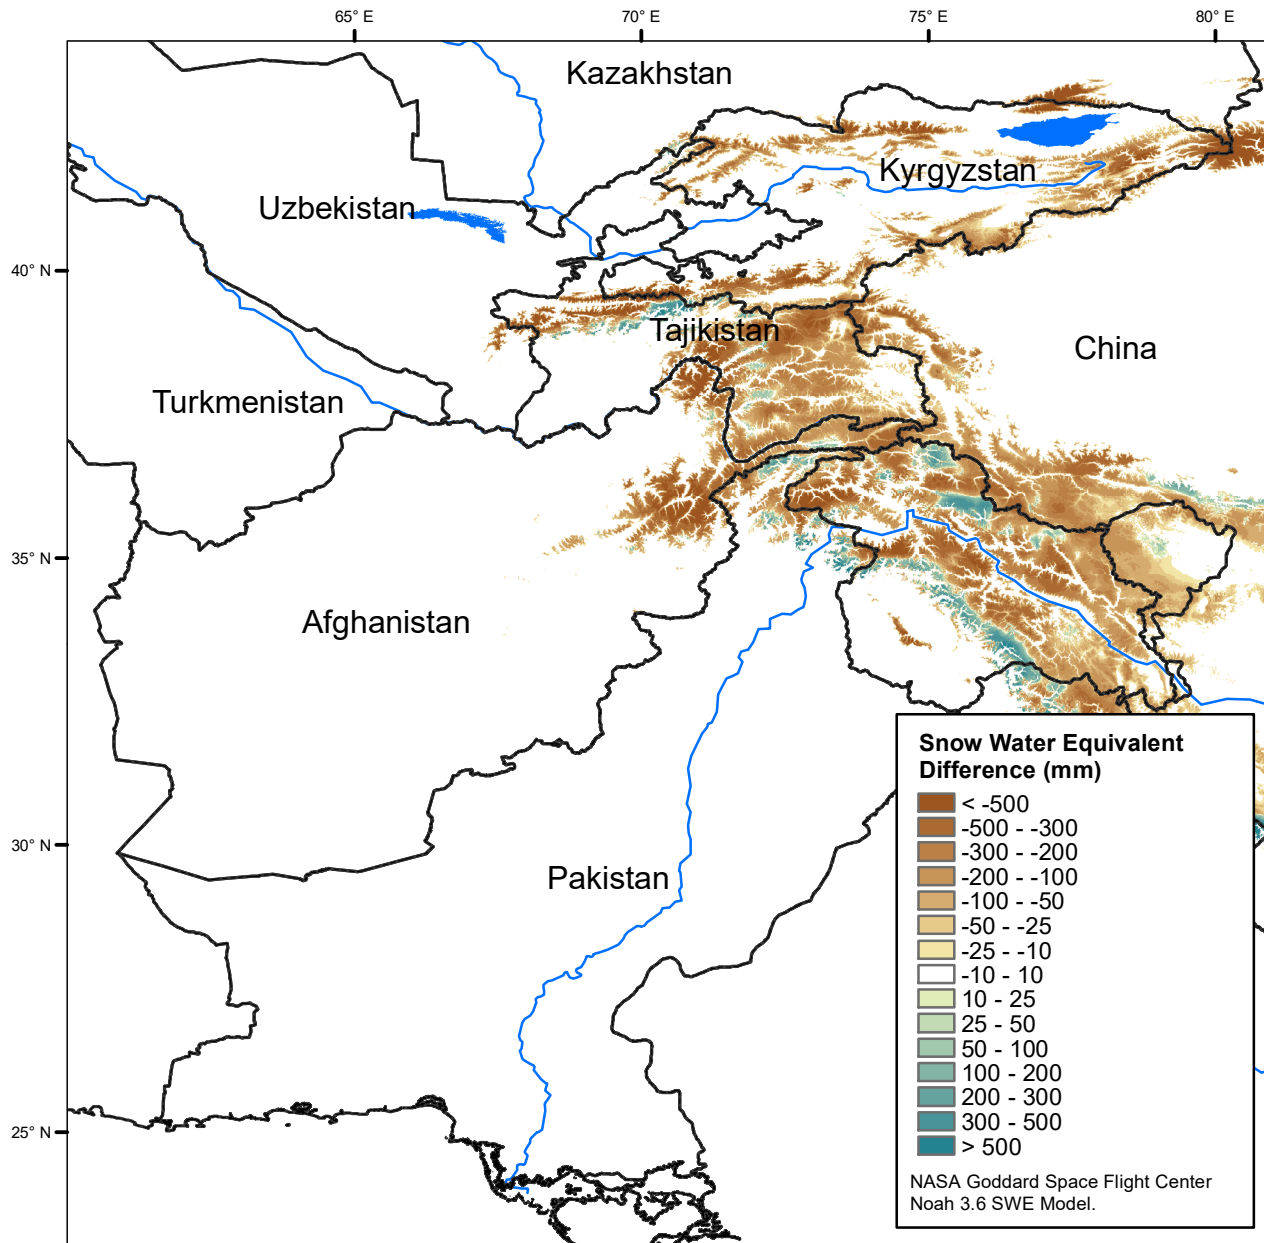 65° E
70° E
75° E
80° E
Kazakhstan
Kyrgyzstan
Uzbekistan
40° N
Tajikistan
China
Turkmenistan
35° N
Afghanistan
Snow Water Equivalent
Difference (mm)
< -500
-500 - -300
-300 - -200
-200 - -100
-100 - -50
-50 - -25
-25 - -10
-10 - 10
10 - 25
25 - 50
50 - 100
100 - 200
200 - 300
300 - 500
> 500
NASA Goddard Space Flight Center
Noah 3.6 SWE Model.
30° N
Pakistan
25° N